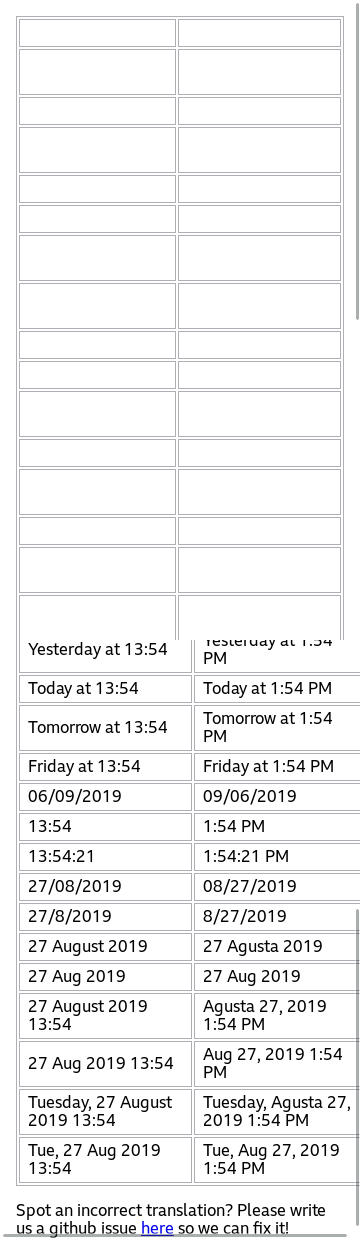 Yesterday at 13:54
Yesterday at 1:54
PM
Today at 13:54
Today at 1:54 PM
Tomorrow at 13:54
Tomorrow at 1:54
PM
Friday at 13:54
Friday at 1:54 PM
06/09/2019
09/06/2019
13:54
1:54 PM
13:54:21
1:54:21 PM
27/08/2019
08/27/2019
27/8/2019
8/27/2019
27 August 2019
27 Agusta 2019
27 Aug 2019
27 Aug 2019
27 August 2019
13:54
Agusta 27, 2019
1:54 PM
27 Aug 2019 13:54
Aug 27, 2019 1:54
PM
Tuesday, 27 August
2019 13:54
Tuesday, Agusta 27,
2019 1:54 PM
Tue, 27 Aug 2019
13:54
Tue, Aug 27, 2019
1:54 PM
Spot an incorrect translation? Please write
us a github issue here so we can fix it!